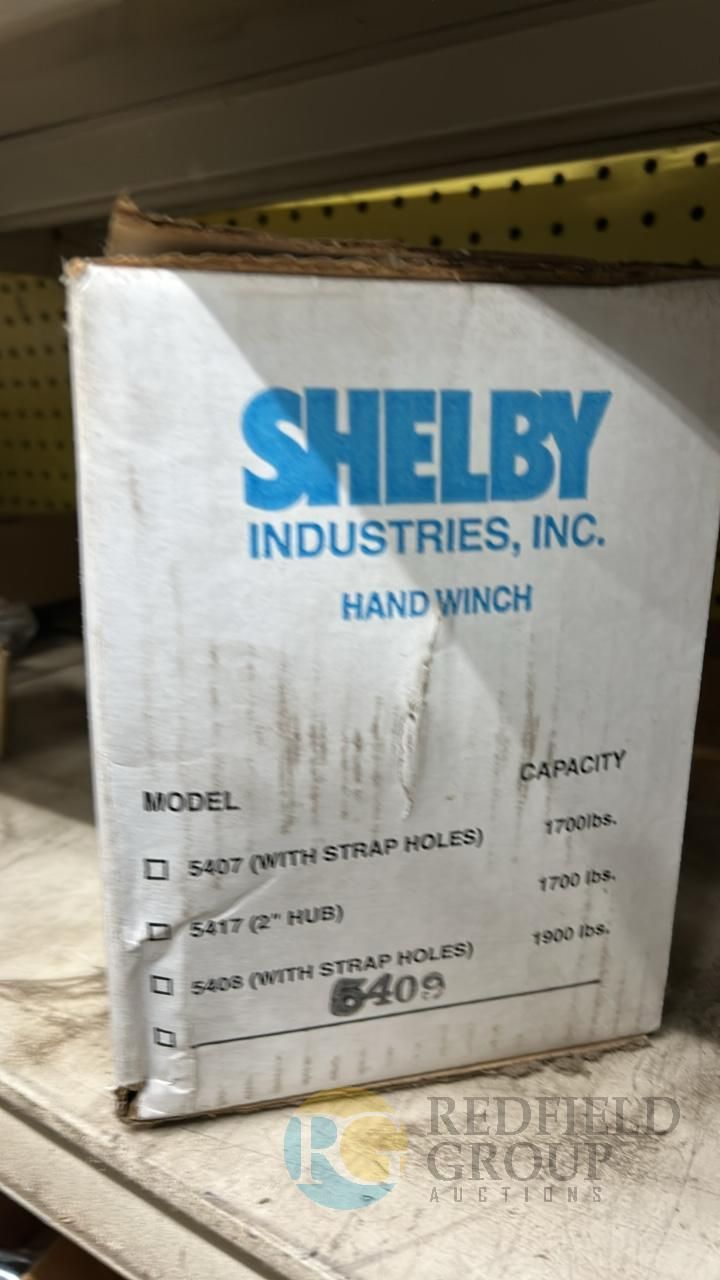 SHELBY
INDUSTRIES, INC.
HAND WINCH
MODEL CAPACITY
5407 (WITH STRAP HOLES) 1700lbs.
5417 (2" HUB) 1700 lbs.
5408 (WITH STRAP HOLES) 1900 lbs.
5409
RG REDFIELD
GROUP
AUCTIONS